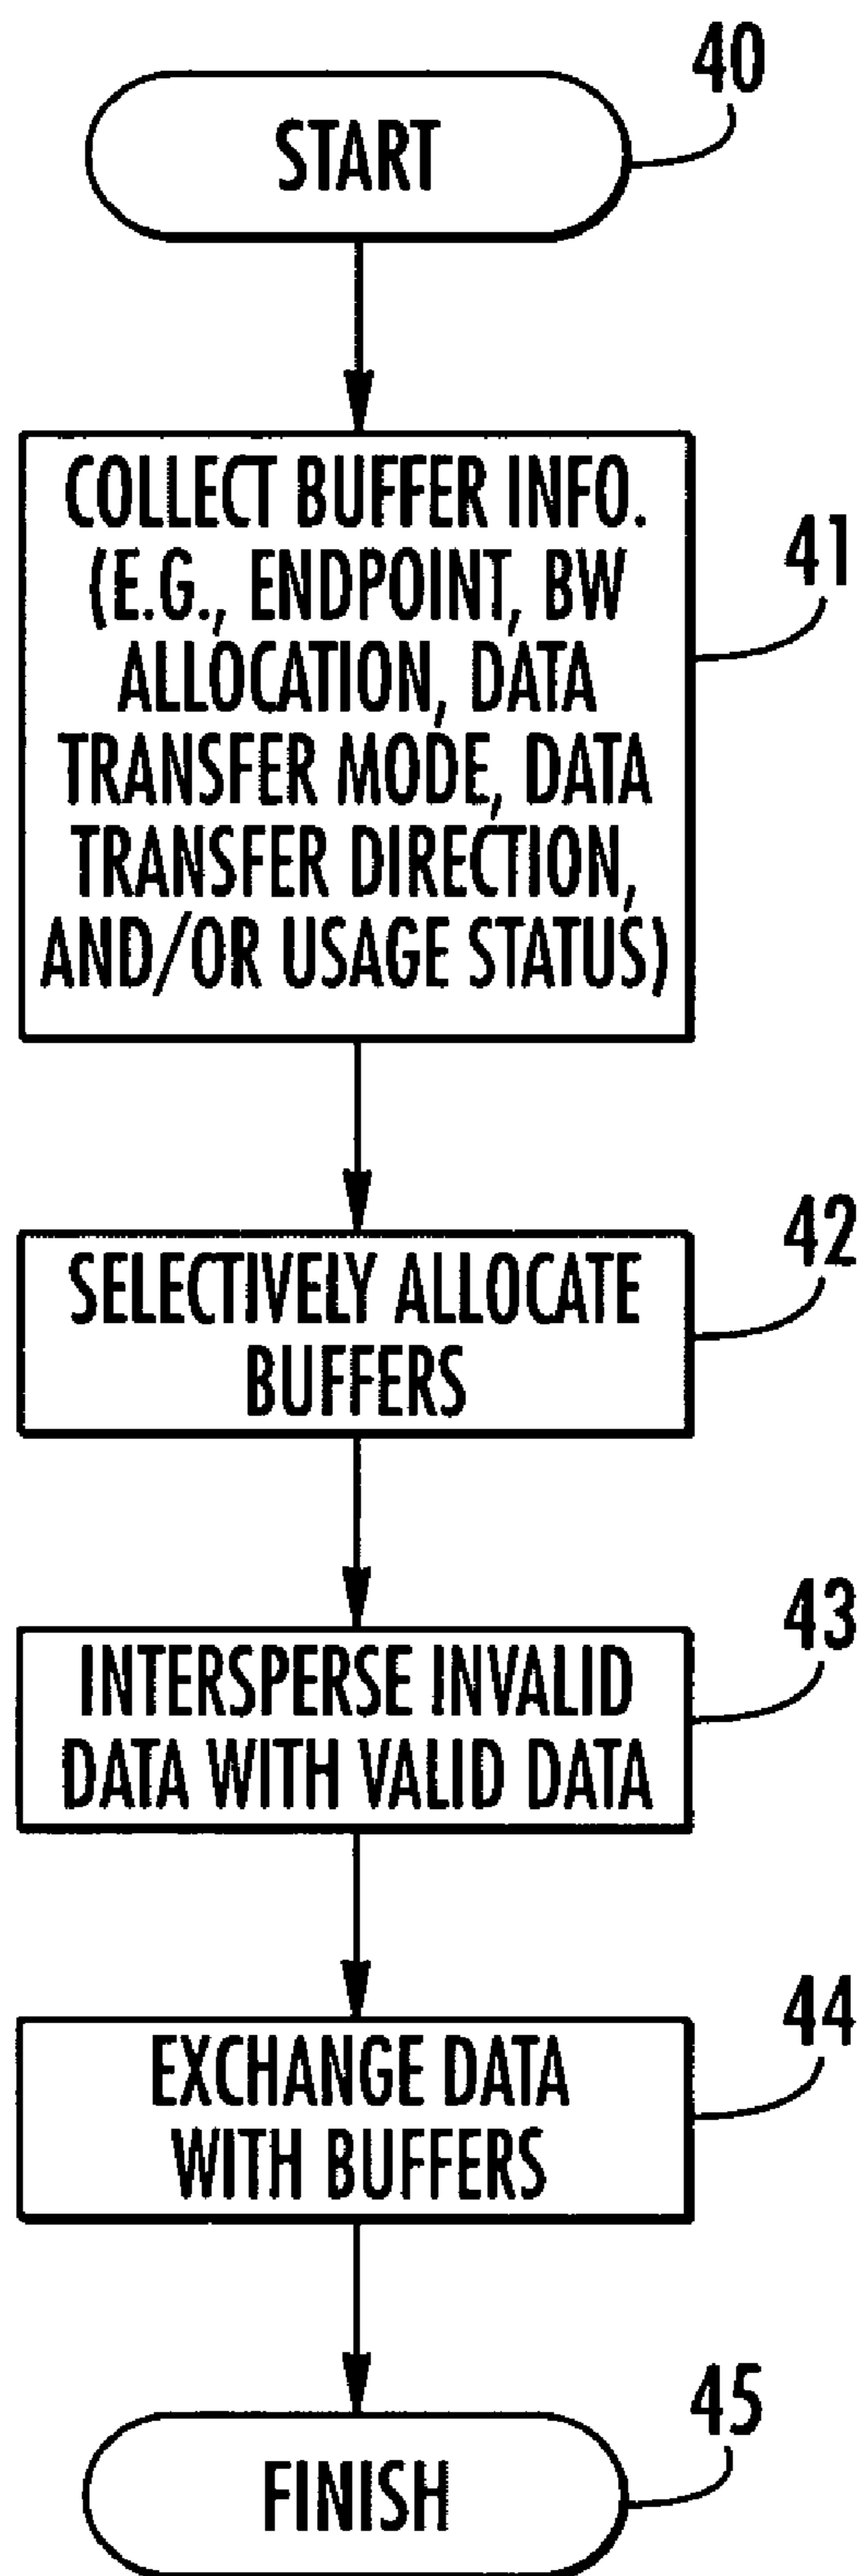 40
START
COLLECT BUFFER INFO.
(E.G., ENDPOINT, BW
ALLOCATION, DATA
TRANSFER MODE, DATA
TRANSFER DIRECTION,
AND/OR USAGE STATUS)
41
SELECTIVELY ALLOCATE
BUFFERS
42
INTERSPERSE INVALID
DATA WITH VALID DATA
43
EXCHANGE DATA
WITH BUFFERS
44
FINISH
45